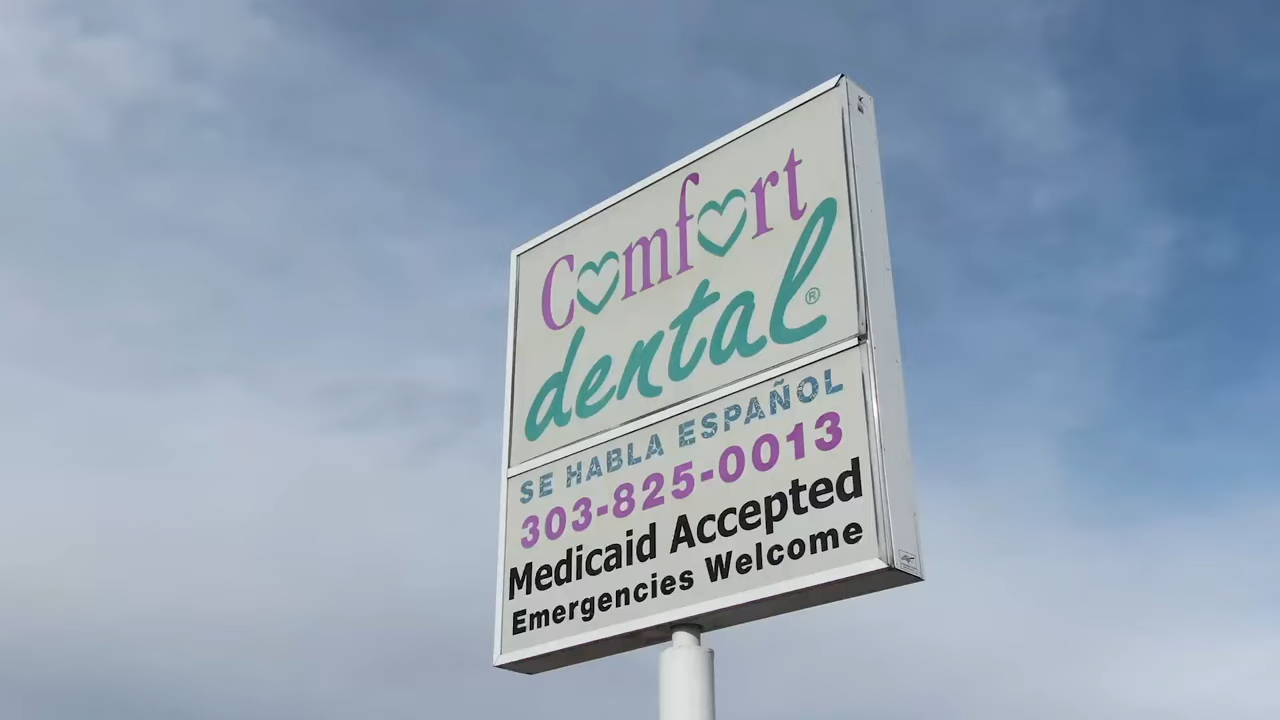 Comfort
dental®
SE HABLA ESPAÑOL
303-825-0013
Medicaid Accepted
Emergencies Welcome